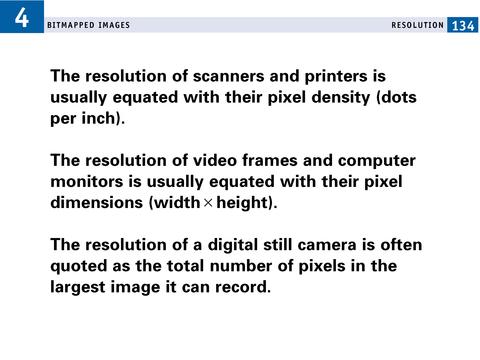 4
BITMAPPED IMAGES
RESOLUTION 134
The resolution of scanners and printers is
usually equated with their pixel density (dots
per inch).
The resolution of video frames and computer
monitors is usually equated with their pixel
dimensions (width×height).
The resolution of a digital still camera is often
quoted as the total number of pixels in the
largest image it can record.